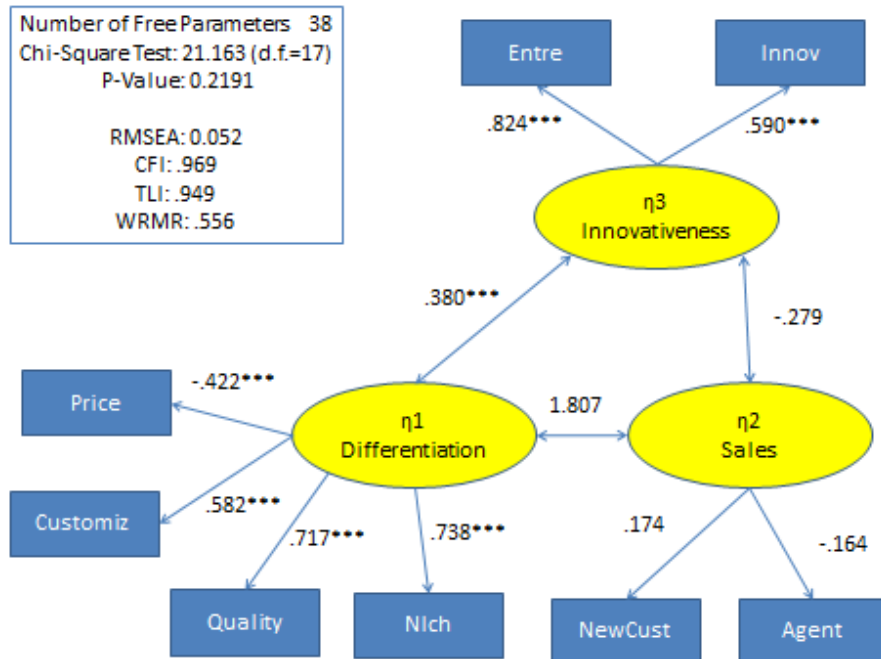 Number of Free Parameters 38
Chi-Square Test: 21.163 (d.f.=17)
P-Value: 0.2191
RMSEA: 0.052
CFI: .969
TLI: .949
WRMR: .556
Entre
Innov
.824***
.590***
η3
Innovativeness
.380***
-.279
-.422***
Price
η1
Differentiation
1.807
η2
Sales
Customiz
.582***
.717***
.738***
.174
-.164
Quality
NIch
NewCust
Agent